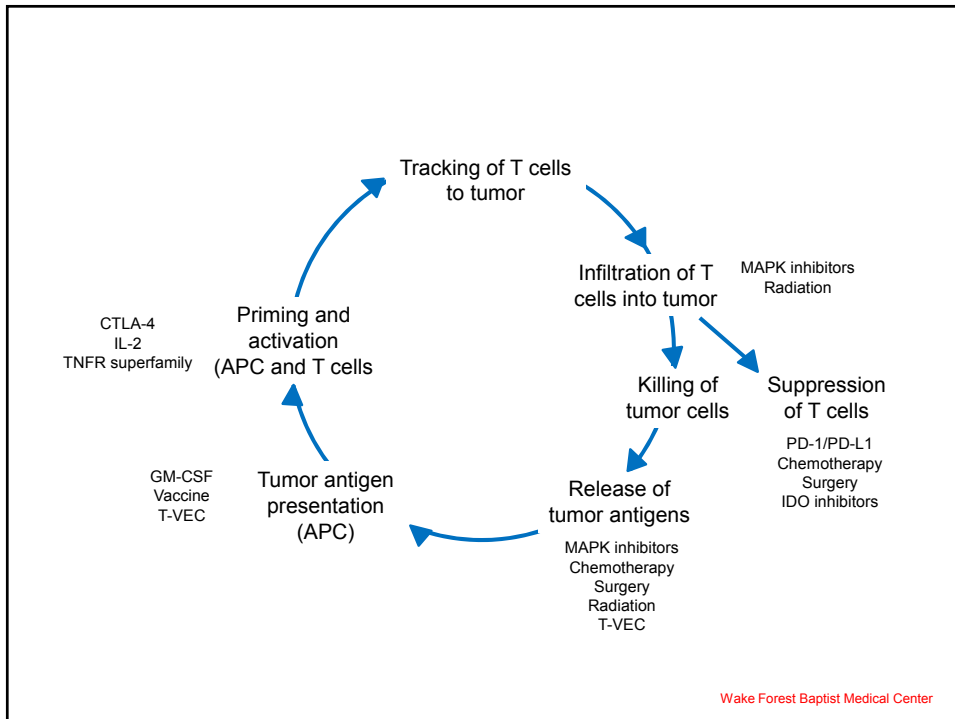 Tracking of T cells
to tumor
Infiltration of T
cells into tumor
MAPK inhibitors
Radiation
Killing of
tumor cells
Suppression
of T cells
PD-1/PD-L1
Chemotherapy
Surgery
IDO inhibitors
Release of
tumor antigens
MAPK inhibitors
Chemotherapy
Surgery
Radiation
T-VEC
Tumor antigen
presentation
(APC)
GM-CSF
Vaccine
T-VEC
Priming and
activation
(APC and T cells
CTLA-4
IL-2
TNFR superfamily
Wake Forest Baptist Medical Center